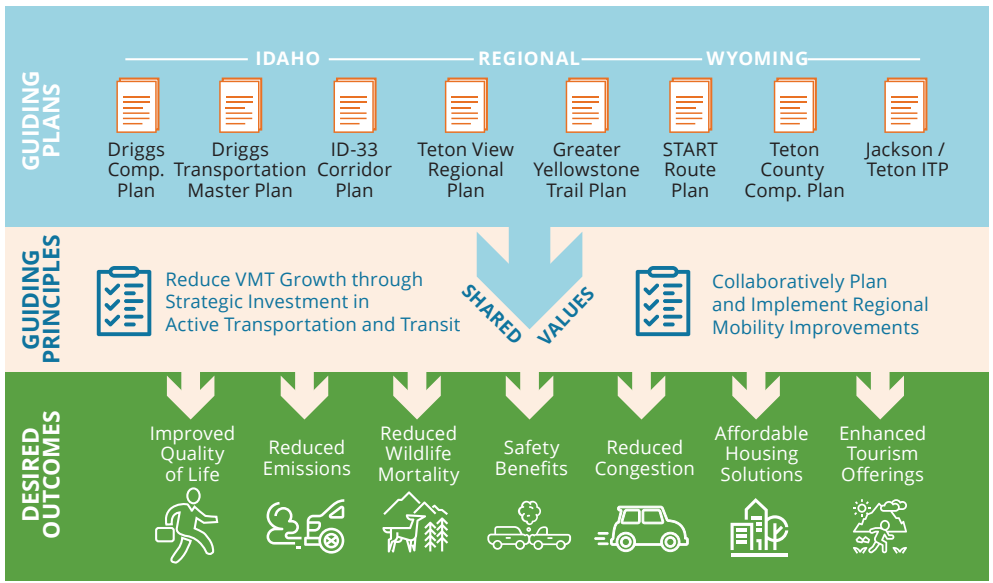 GUIDING
PLANS
IDAHO
REGIONAL
WYOMING
Driggs
Comp.
Plan
Driggs
Transportation
Master Plan
ID-33
Corridor
Plan
Teton View
Regional
Plan
Greater
Yellowstone
Trail Plan
START
Route
Plan
Teton
County
Comp. Plan
Jackson /
Teton ITP
GUIDING
PRINCIPLES
Reduce VMT Growth through
Strategic Investment in
Active Transportation and Transit
SHARED
VALUES
Collaboratively Plan
and Implement Regional
Mobility Improvements
DESIRED
OUTCOMES
Improved
Quality
of Life
Reduced
Emissions
Reduced
Wildlife
Mortality
Safety
Benefits
Reduced
Congestion
Affordable
Housing
Solutions
Enhanced
Tourism
Offerings